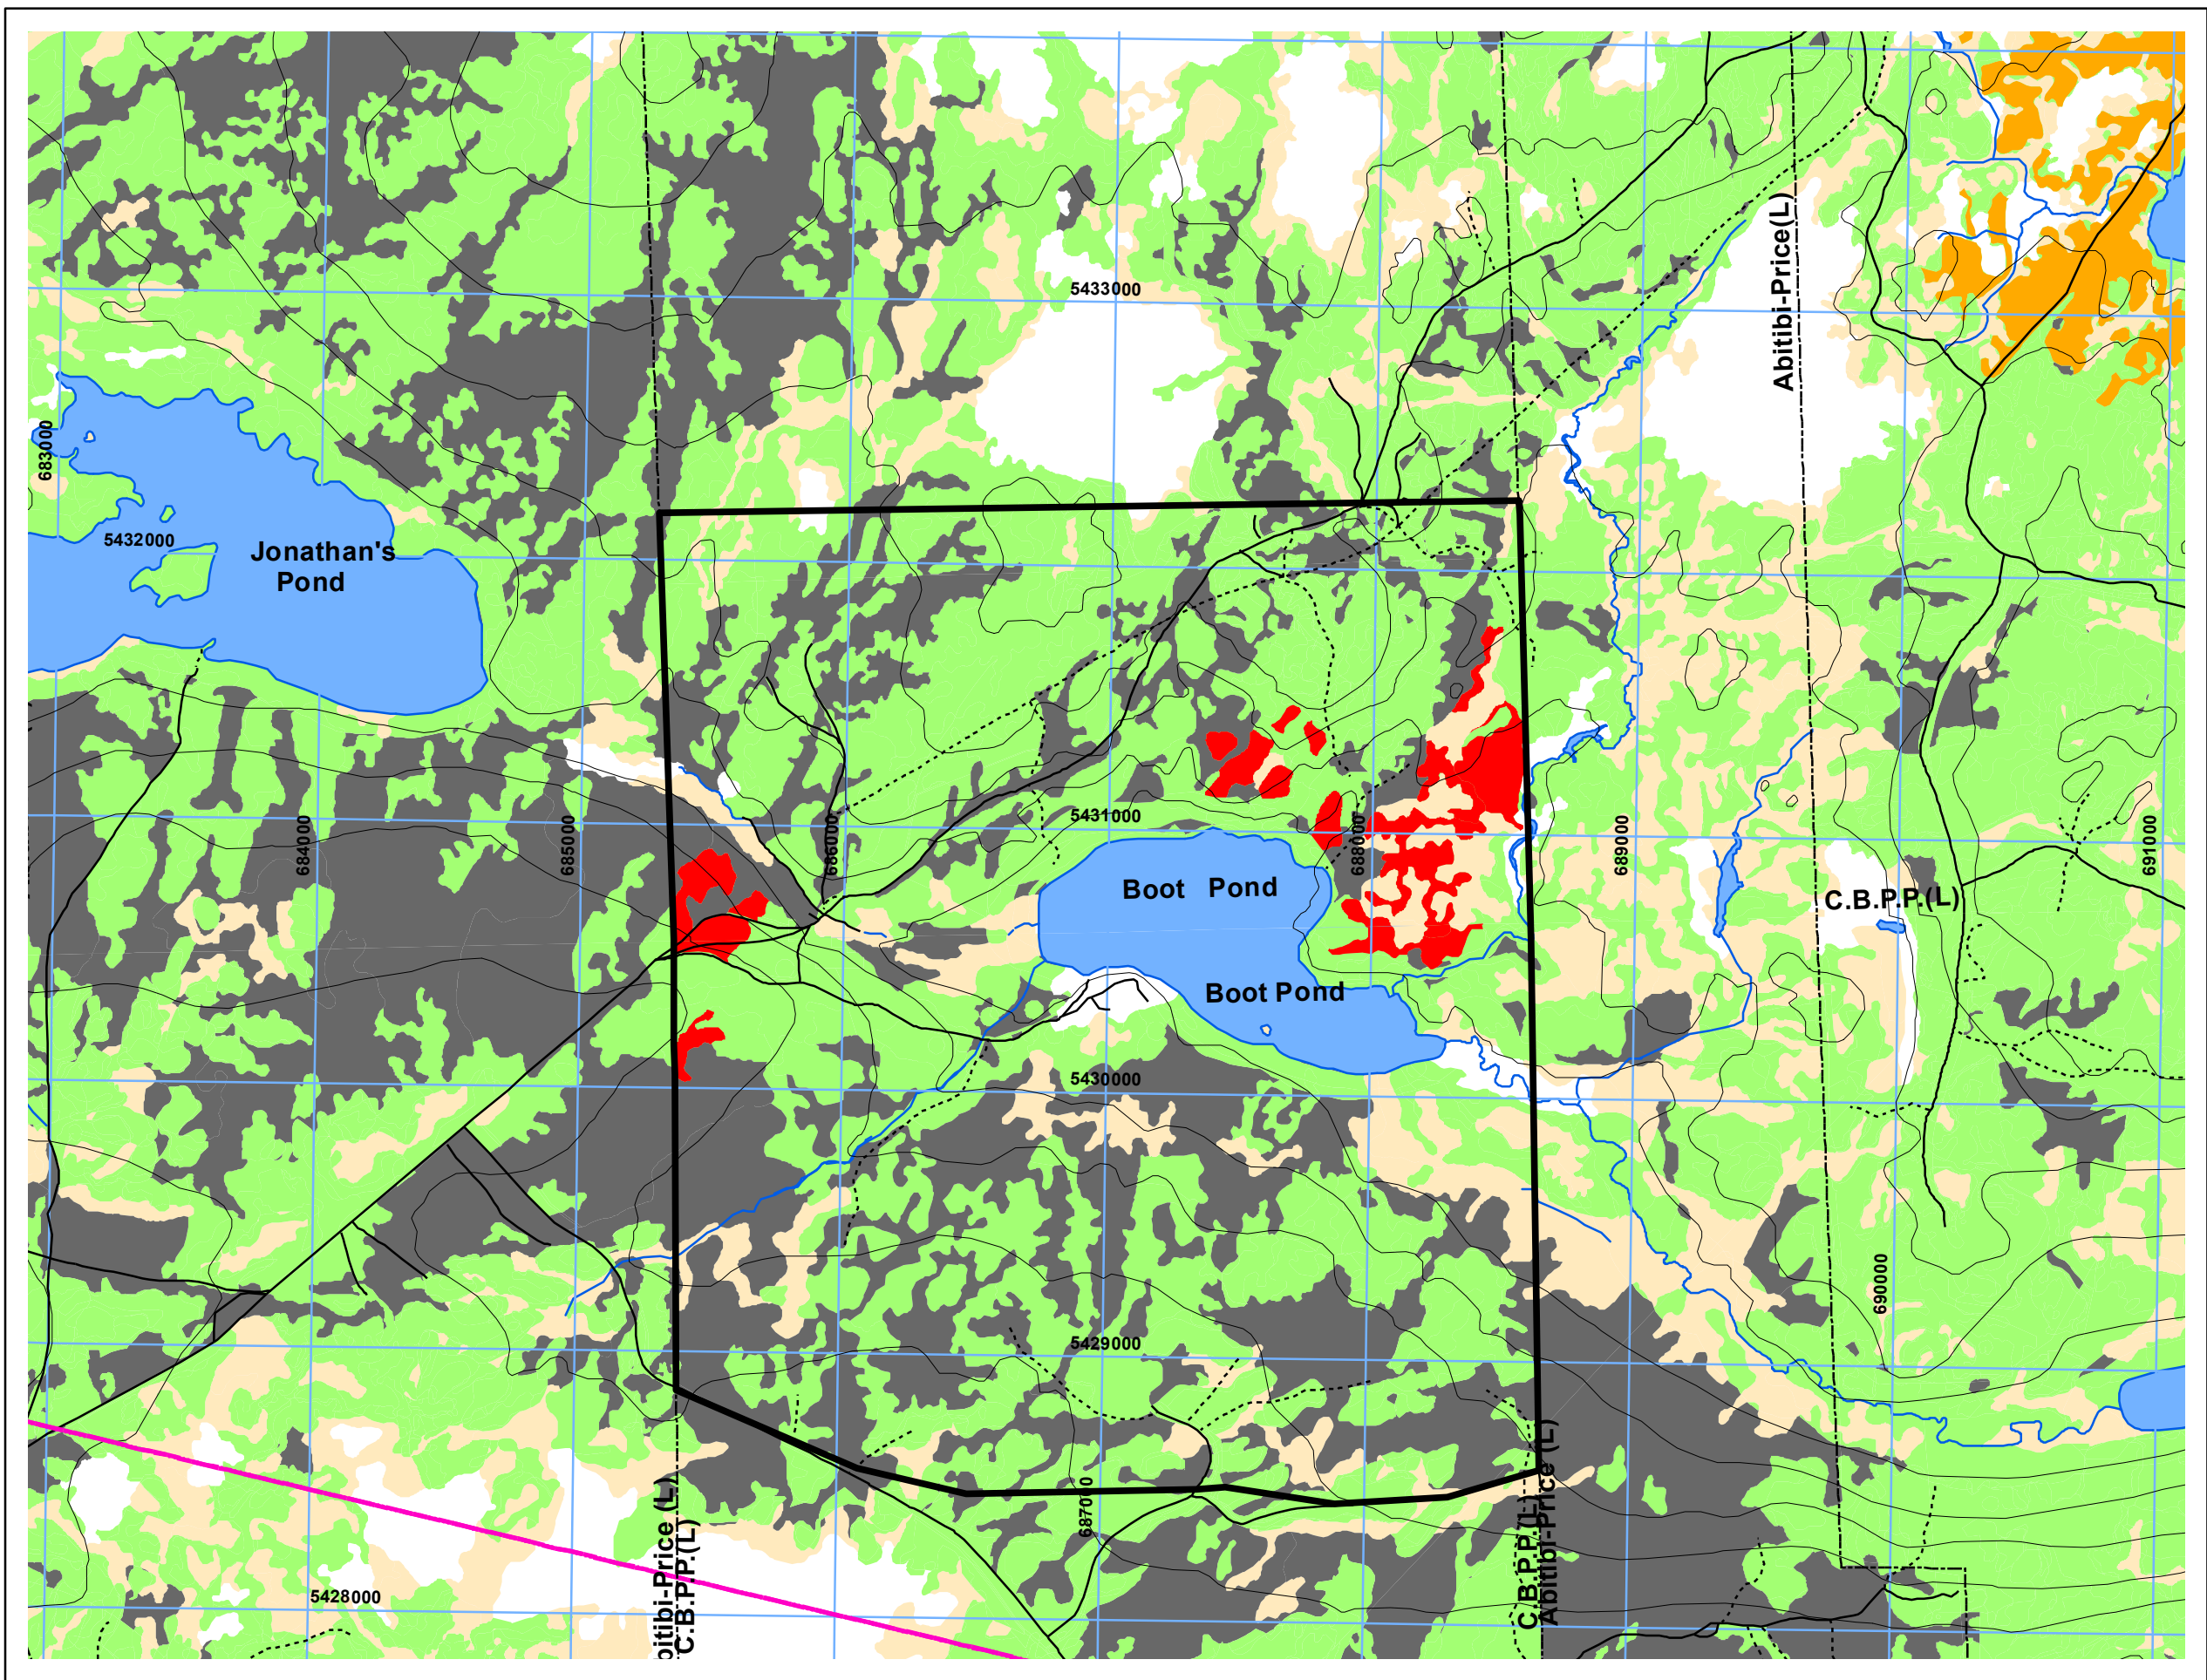 5433000
Abitibi-Price(L)
683000
5432000
Jonathan's
Pond
684000
685000
686000
5431000
688000
689000
691000
Boot Pond
C.B.P.P.(L)
Boot Pond
5430000
690000
5429000
687000
bitibi-Price (L)
C.B.P.P.(L)
C.B.P.P.(L)
Abitibi-Price (L)
5428000